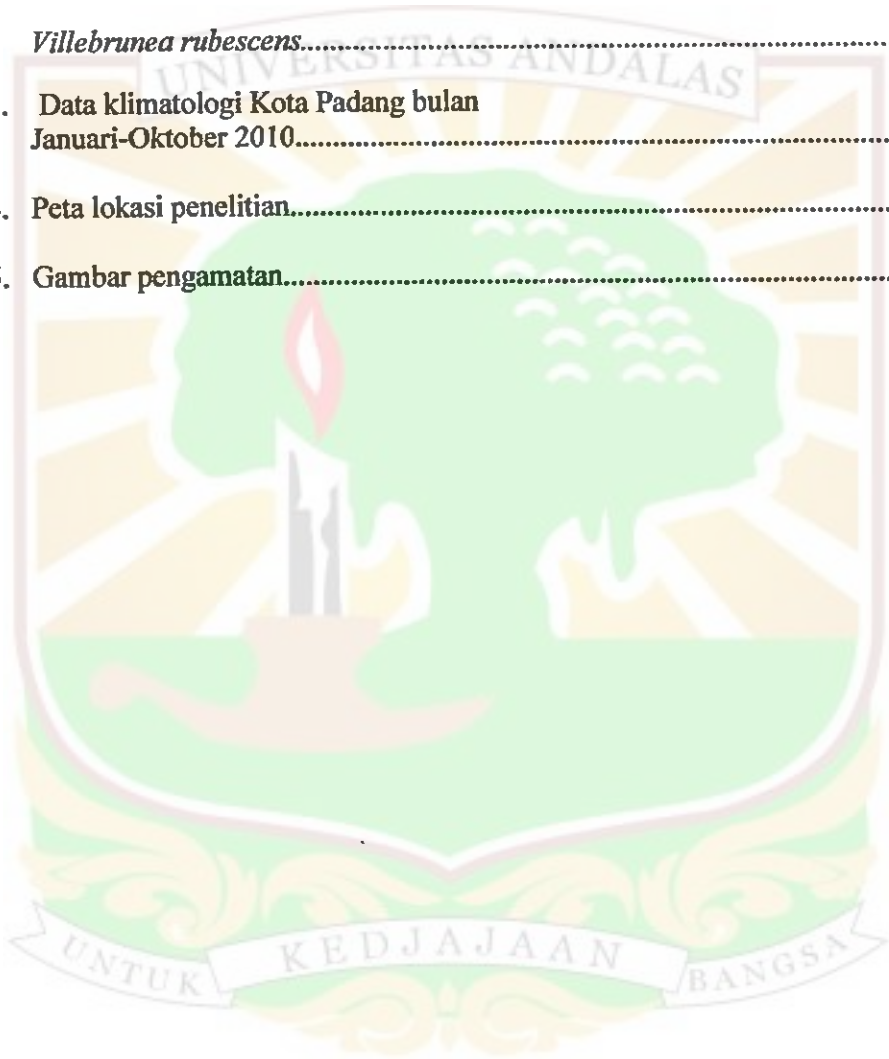 Villebrunea rubescens
UNIVERSITAS ANDALAS
. Data klimatologi Kota Padang bulan
Januari-Oktober 2010
. Peta lokasi penelitian
. Gambar pengamatan
UNTUK KEDJAJAAN BANGSA